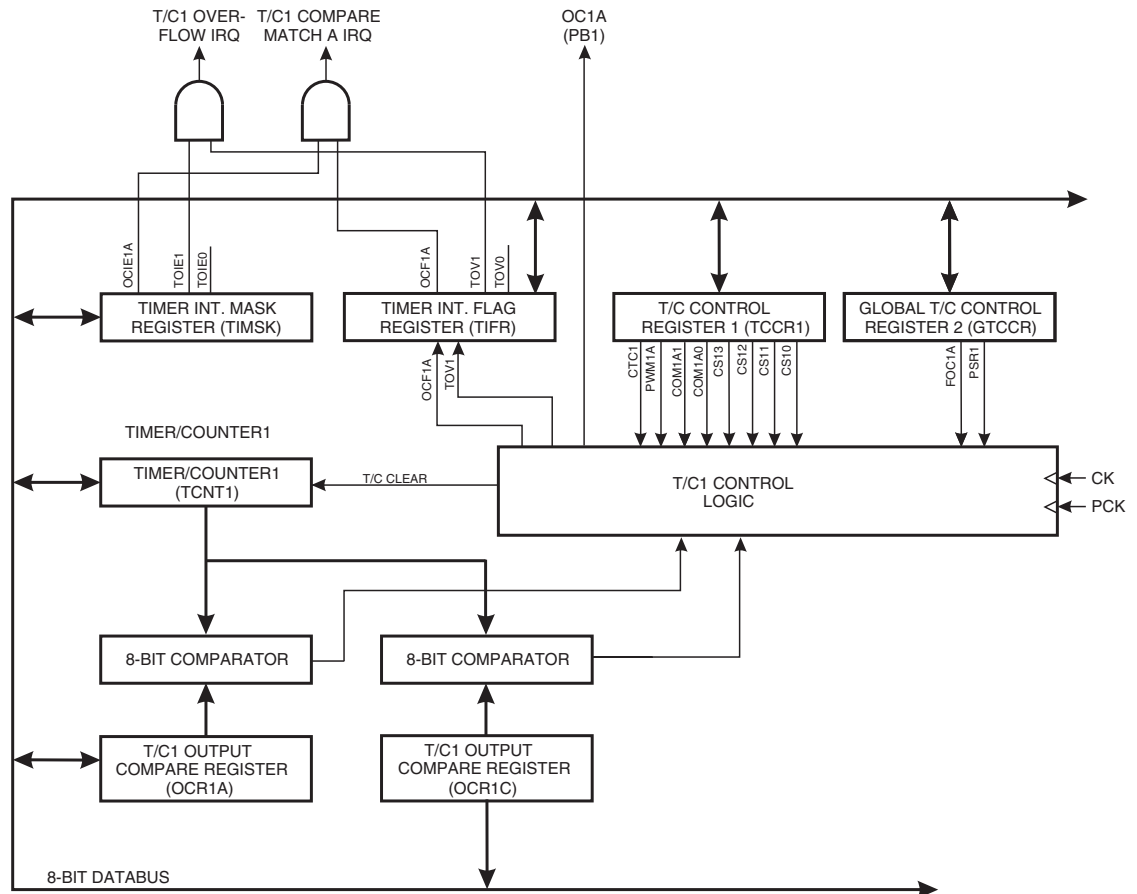 T/C1 OVER-
FLOW IRQ
T/C1 COMPARE
MATCH A IRQ
OC1A
(PB1)
OCIE1A
TOIE1
TOIE0
OCF1A
TOV1
TOV0
TIMER INT. MASK
REGISTER (TIMSK)
TIMER INT. FLAG
REGISTER (TIFR)
T/C CONTROL
REGISTER 1 (TCCR1)
GLOBAL T/C CONTROL
REGISTER 2 (GTCCR)
OCF1A
TOV1
CTC1
PWM1A
COM1A1
COM1A0
CS13
CS12
CS11
CS10
FOC1A
PSR1
TIMER/COUNTER1
TIMER/COUNTER1
(TCNT1)
T/C CLEAR
T/C1 CONTROL
LOGIC
CK
PCK
8-BIT COMPARATOR
8-BIT COMPARATOR
T/C1 OUTPUT
COMPARE REGISTER
(OCR1A)
T/C1 OUTPUT
COMPARE REGISTER
(OCR1C)
8-BIT DATABUS